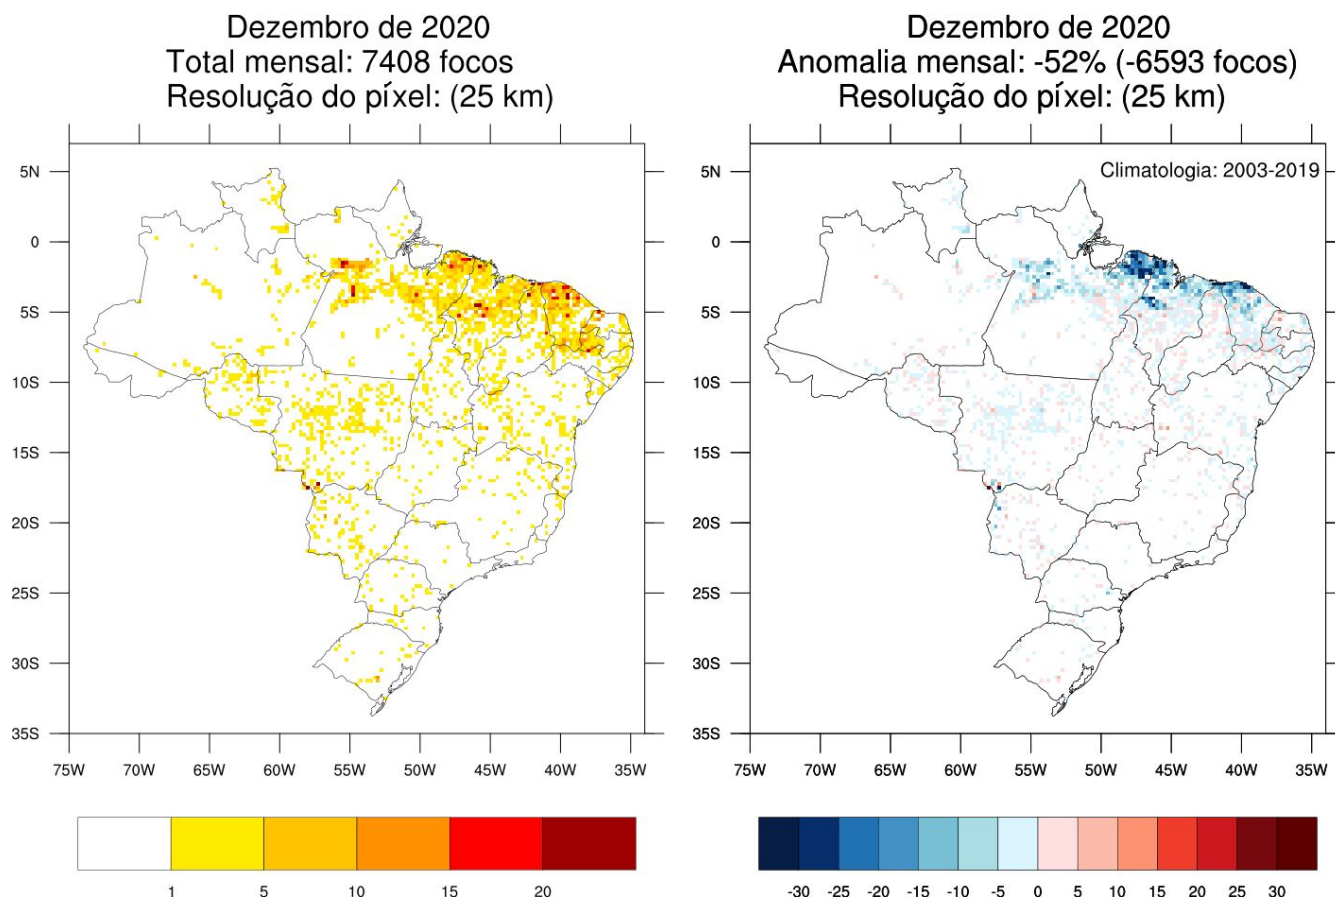 Dezembro de 2020
Total mensal: 7408 focos
Resolução do píxel: (25 km)
5N
0
5S
10S
15S
20S
25S
30S
35S
75W 70W 65W 60W 55W 50W 45W 40W 35W
1 5 10 15 20
Dezembro de 2020
Anomalia mensal: -52% (-6593 focos)
Resolução do píxel: (25 km)
Climatologia: 2003-2019
5N
0
5S
10S
15S
20S
25S
30S
35S
75W 70W 65W 60W 55W 50W 45W 40W 35W
-30 -25 -20 -15 -10 -5 0 5 10 15 20 25 30